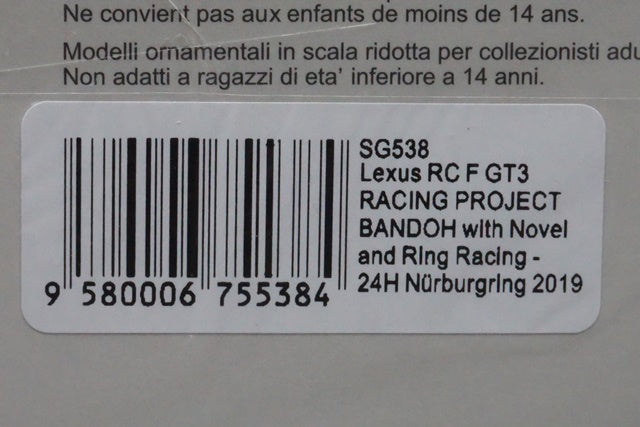 Ne convient pas aux enfants de moins de 14 ans.
Modelli ornamentali in scala ridotta per collezionisti
Non adatti a ragazzi di eta' inferiore a 14 anni.
SG538
Lexus RC F GT3
RACING PROJECT
BANDOH with Novel
and Ring Racing -
24H Nürburgring 2019
9 580006 755384